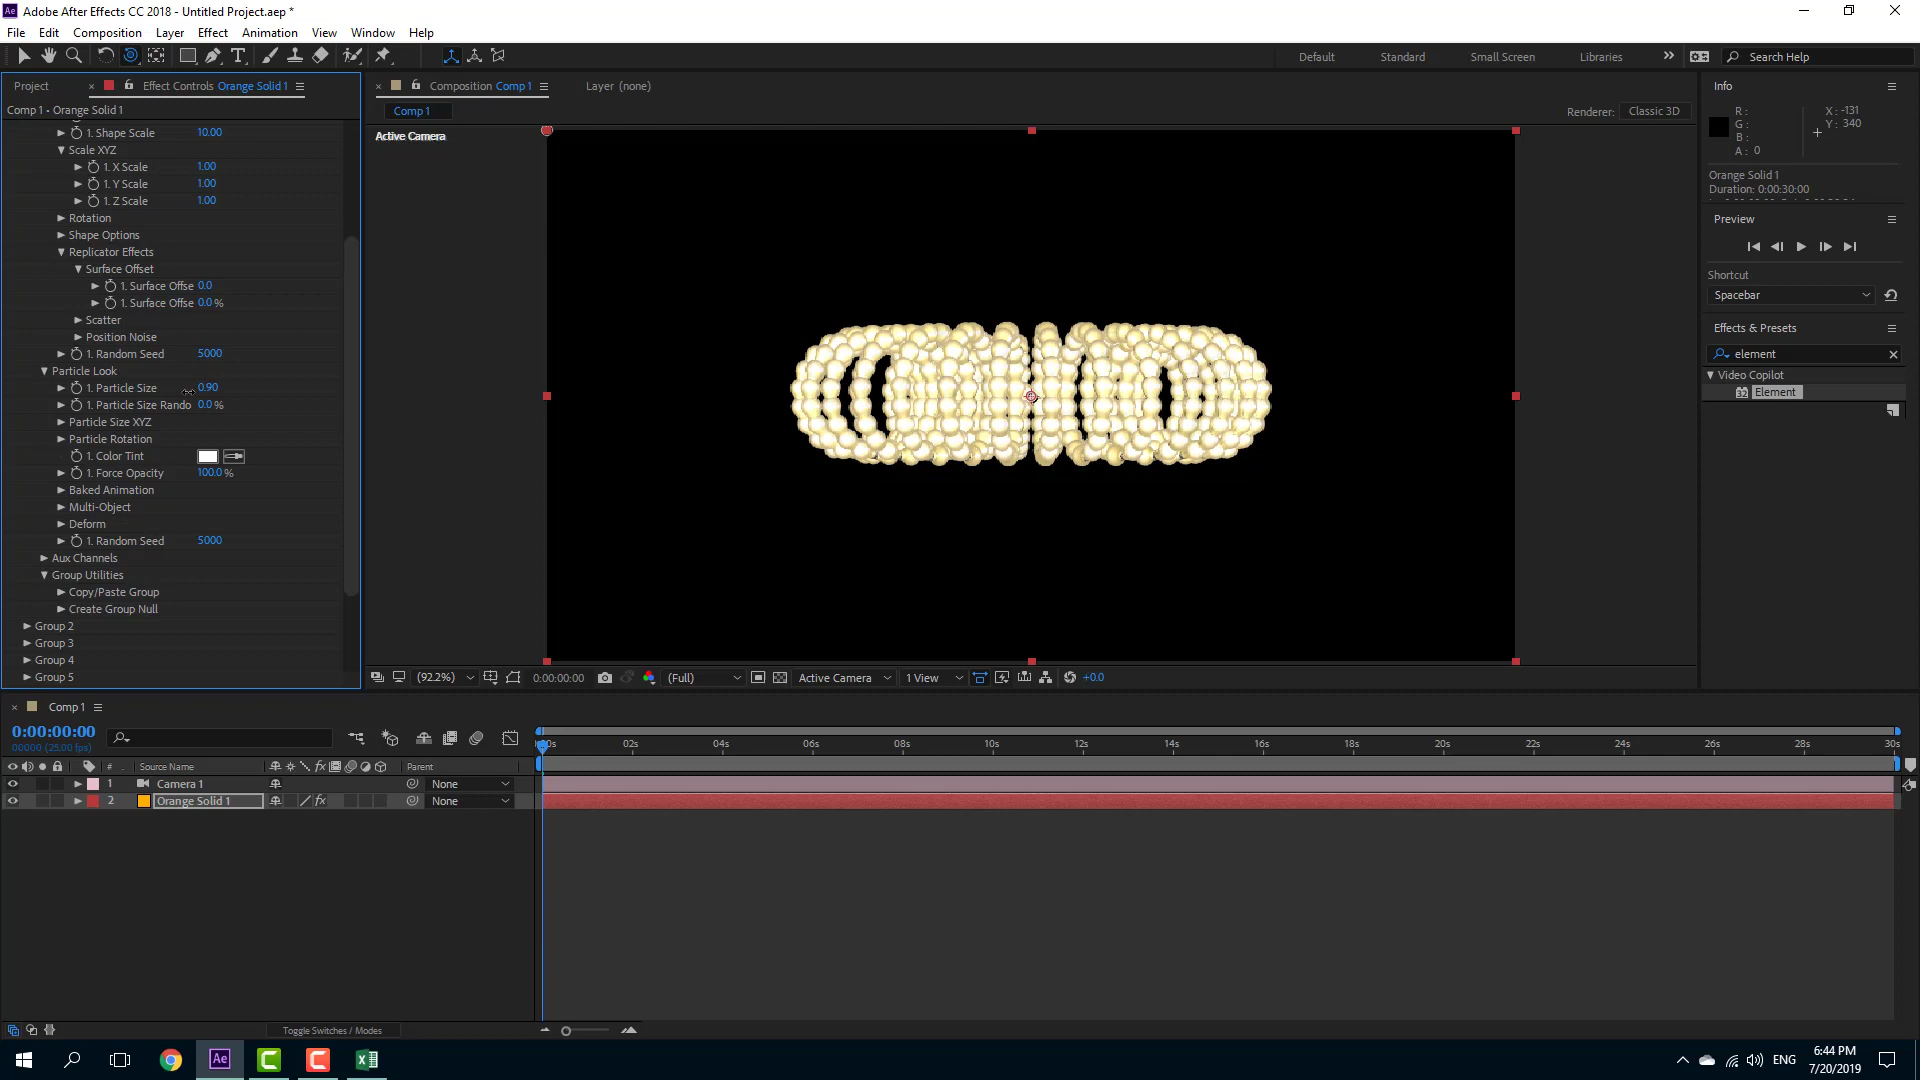 Adobe After Effects CC 2018 - Untitled Project.aep *
File Edit Composition Layer Effect Animation View Window Help
Default Standard Small Screen Libraries Search Help
Project Effect Controls Orange Solid 1
Comp 1 • Orange Solid 1
1. Shape Scale 10.00
Scale XYZ
1. X Scale 1.00
1. Y Scale 1.00
1. Z Scale 1.00
Rotation
Shape Options
Replicator Effects
Surface Offset
1. Surface Offse 0.0
1. Surface Offse 0.0 %
Scatter
Position Noise
1. Random Seed 5000
Particle Look
1. Particle Size 0.90
1. Particle Size Rando 0.0 %
Particle Size XYZ
Particle Rotation
1. Color Tint
1. Force Opacity 100.0 %
Baked Animation
Multi-Object
Deform
1. Random Seed 5000
Aux Channels
Group Utilities
Copy/Paste Group
Create Group Null
Group 2
Group 3
Group 4
Group 5
Composition Comp 1 Layer (none)
Comp 1
Renderer: Classic 3D
Active Camera
(92.2%) 0:00:00:00 (Full) Active Camera 1 View +0.0
Info
R :
G :
B :
A : 0
X : -131
Y : 340
Orange Solid 1
Duration: 0:00:30:00
Preview
Shortcut
Spacebar
Effects & Presets
element
Video Copilot
32 Element
Comp 1
0:00:00:00
00000 (25.00 fps)
# Source Name Parent
1 Camera 1 None
2 Orange Solid 1 None
02s 04s 06s 08s 10s 12s 14s 16s 18s 20s 22s 24s 26s 28s 30s
Toggle Switches / Modes
ENG
6:44 PM
7/20/2019